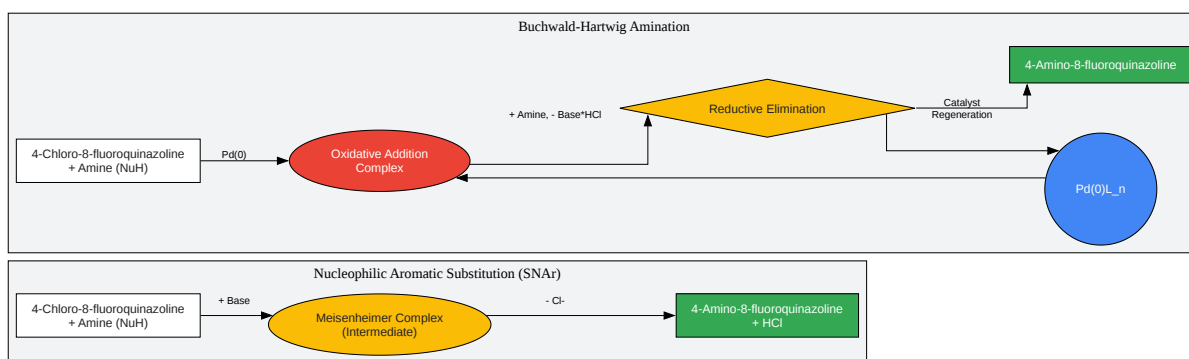 Buchwald-Hartwig Amination
4-Amino-8-fluoroquinazoline
Reductive Elimination
Catalyst
Regeneration
+ Amine, - Base*HCl
4-Chloro-8-fluoroquinazoline
+ Amine (NuH)
Pd(0)
Oxidative Addition
Complex
Pd(0)L_n
Nucleophilic Aromatic Substitution (SNAr)
4-Chloro-8-fluoroquinazoline
+ Amine (NuH)
+ Base
Meisenheimer Complex
(Intermediate)
- Cl-
4-Amino-8-fluoroquinazoline
+ HCl